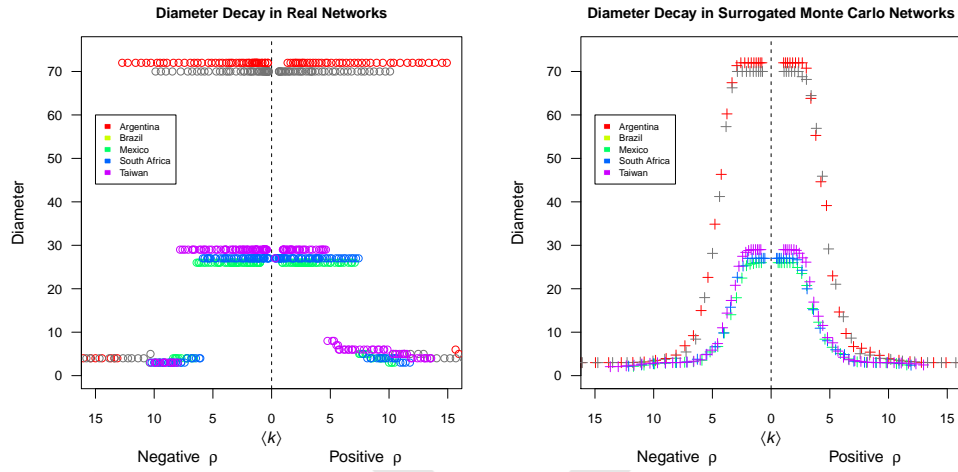 Diameter Decay in Real Networks
Diameter
70
60
50
40
30
20
10
0
Argentina
Brazil
Mexico
South Africa
Taiwan
15 10 5 0 5 10 15
⟨k⟩
Negative ρ Positive ρ
Diameter Decay in Surrogated Monte Carlo Networks
Diameter
70
60
50
40
30
20
10
0
Argentina
Brazil
Mexico
South Africa
Taiwan
15 10 5 0 5 10 15
⟨k⟩
Negative ρ Positive ρ